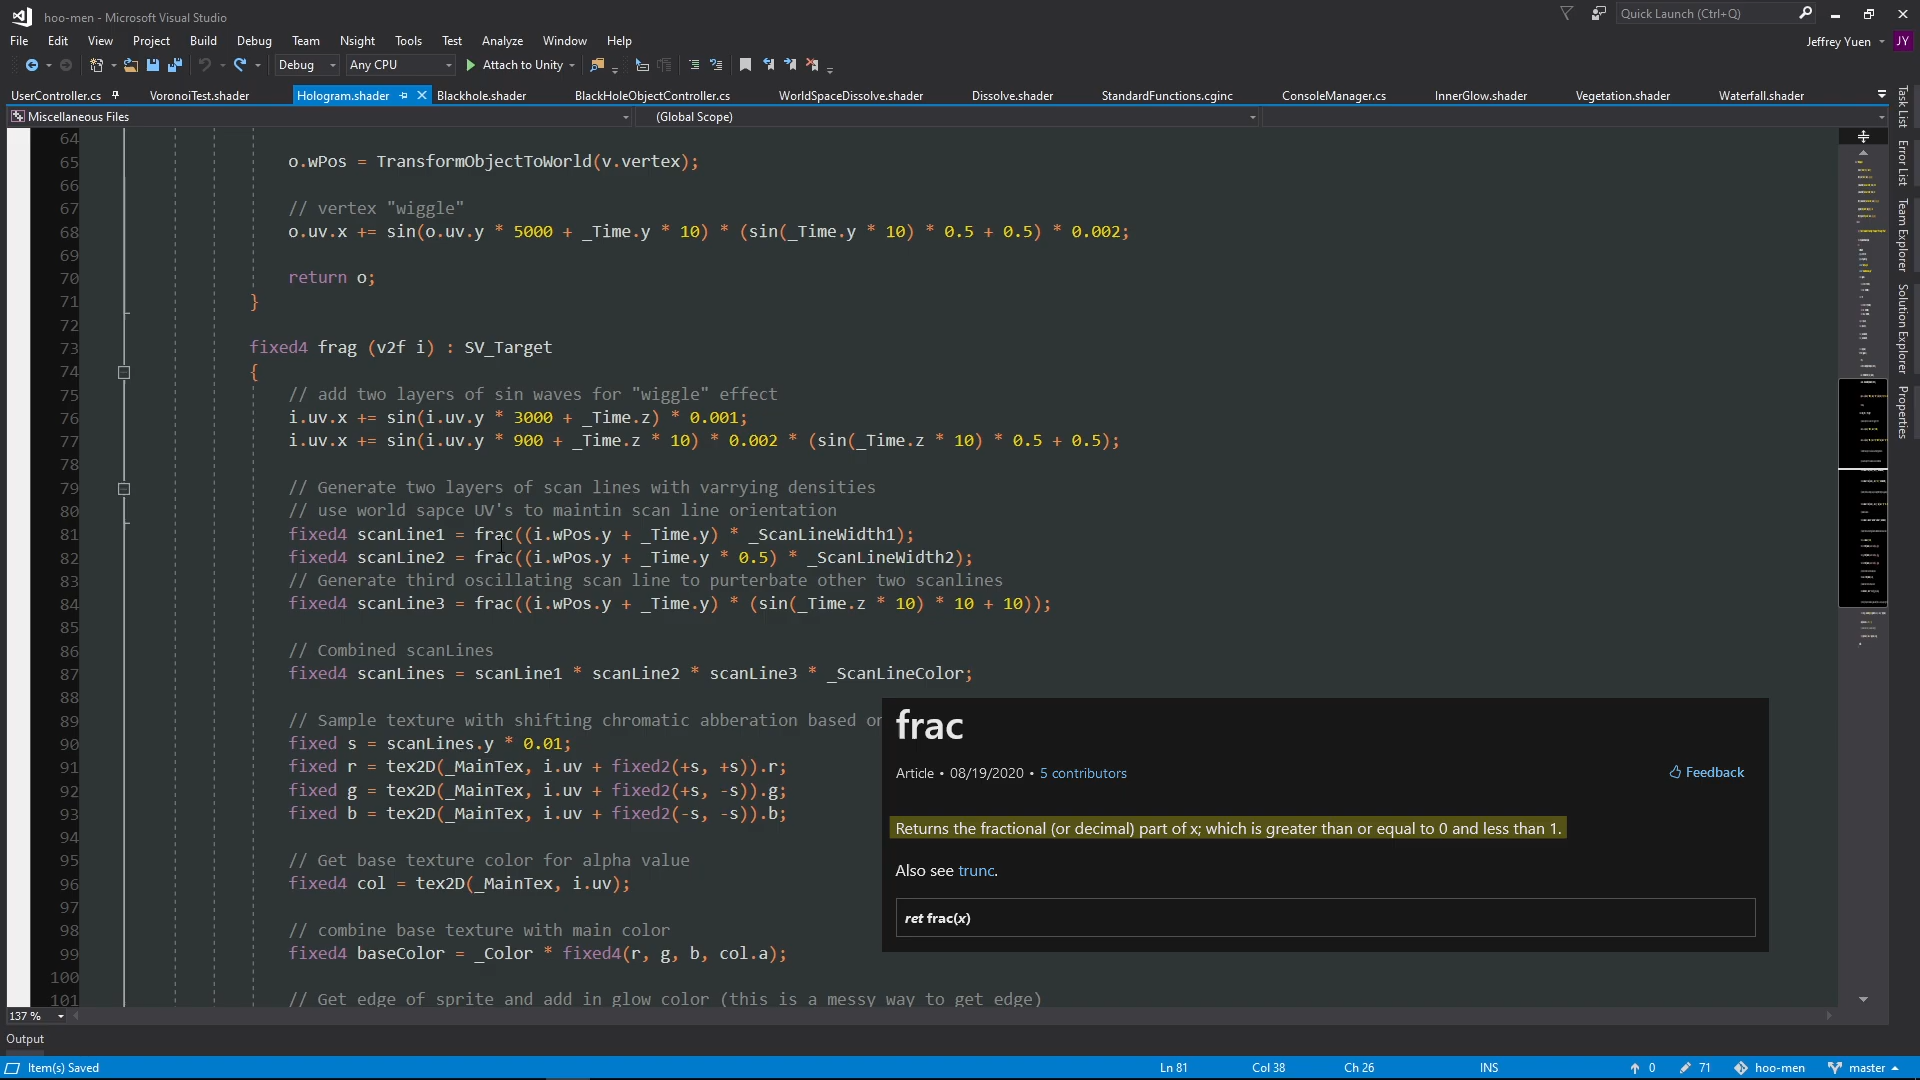 hoo-men - Microsoft Visual Studio
Quick Launch (Ctrl+Q)
File Edit View Project Build Debug Team Nsight Tools Test Analyze Window Help
Jeffrey Yuen JY
Debug Any CPU Attach to Unity
UserController.cs VoronoiTest.shader Hologram.shader Blackhole.shader BlackHoleObjectController.cs WorldSpaceDissolve.shader Dissolve.shader StandardFunctions.cginc ConsoleManager.cs InnerGlow.shader Vegetation.shader Waterfall.shader
Miscellaneous Files (Global Scope)
64
65 o.wPos = TransformObjectToWorld(v.vertex);
66
67 // vertex "wiggle"
68 o.uv.x += sin(o.uv.y * 5000 + _Time.y * 10) * (sin(_Time.y * 10) * 0.5 + 0.5) * 0.002;
69
70 return o;
71 }
72
73 fixed4 frag (v2f i) : SV_Target
74 {
75 // add two layers of sin waves for "wiggle" effect
76 i.uv.x += sin(i.uv.y * 3000 + _Time.z) * 0.001;
77 i.uv.x += sin(i.uv.y * 900 + _Time.z * 10) * 0.002 * (sin(_Time.z * 10) * 0.5 + 0.5);
78
79 // Generate two layers of scan lines with varrying densities
80 // use world sapce UV's to maintin scan line orientation
81 fixed4 scanLine1 = frac((i.wPos.y + _Time.y) * _ScanLineWidth1);
82 fixed4 scanLine2 = frac((i.wPos.y + _Time.y * 0.5) * _ScanLineWidth2);
83 // Generate third oscillating scan line to purterbate other two scanlines
84 fixed4 scanLine3 = frac((i.wPos.y + _Time.y) * (sin(_Time.z * 10) * 10 + 10));
85
86 // Combined scanLines
87 fixed4 scanLines = scanLine1 * scanLine2 * scanLine3 * _ScanLineColor;
88
89 // Sample texture with shifting chromatic abberation based or
90 fixed s = scanLines.y * 0.01;
91 fixed r = tex2D(_MainTex, i.uv + fixed2(+s, +s)).r;
92 fixed g = tex2D(_MainTex, i.uv + fixed2(+s, -s)).g;
93 fixed b = tex2D(_MainTex, i.uv + fixed2(-s, -s)).b;
94
95 // Get base texture color for alpha value
96 fixed4 col = tex2D(_MainTex, i.uv);
97
98 // combine base texture with main color
99 fixed4 baseColor = _Color * fixed4(r, g, b, col.a);
100
101 // Get edge of sprite and add in glow color (this is a messy way to get edge)
frac
Article • 08/19/2020 • 5 contributors
Feedback
Returns the fractional (or decimal) part of x; which is greater than or equal to 0 and less than 1.
Also see trunc.
ret frac(x)
Task List
Error List
Team Explorer
Solution Explorer
Properties
137 %
Output
Item(s) Saved Ln 81 Col 38 Ch 26 INS 0 71 hoo-men master